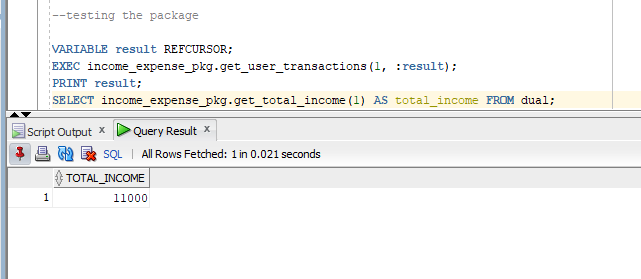 --testing the package
VARIABLE result REFCURSOR;
EXEC income_expense_pkg.get_user_transactions(1, :result);
PRINT result;
SELECT income_expense_pkg.get_total_income(1) AS total_income FROM dual;
Script Output x Query Result x
SQL | All Rows Fetched: 1 in 0.021 seconds
TOTAL_INCOME
1 11000